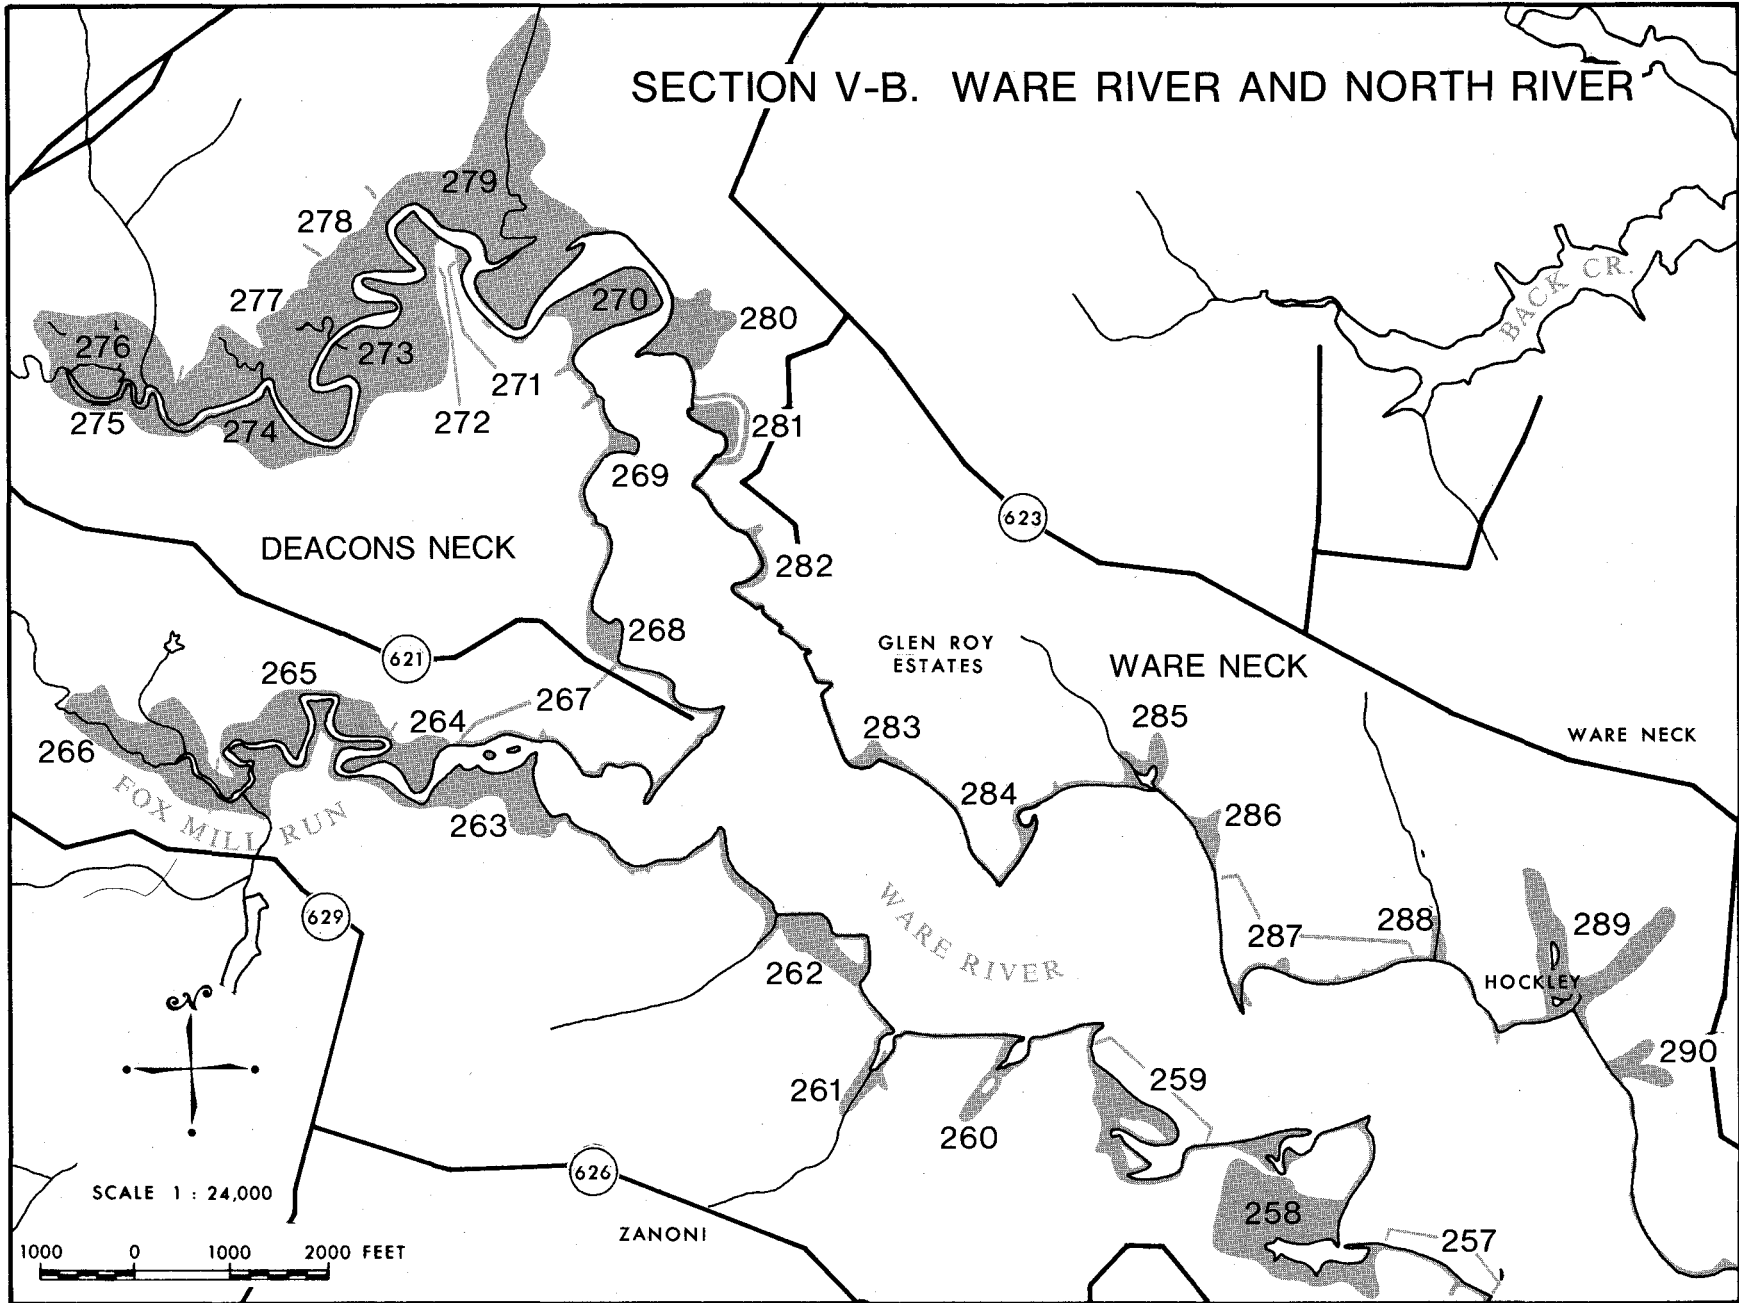 SECTION V-B. WARE RIVER AND NORTH RIVER
279
278
277
276
275
274
273
272
271
270
280
281
269
282
268
BACK CR.
623
DEACONS NECK
621
GLEN ROY
ESTATES
WARE NECK
WARE NECK
265
266
264
267
263
FOX MILL RUN
283
284
285
286
287
288
289
HOCKLEY
290
WARE RIVER
629
262
261
260
259
258
257
626
ZANONI
N
SCALE 1 : 24,000
1000 0 1000 2000 FEET